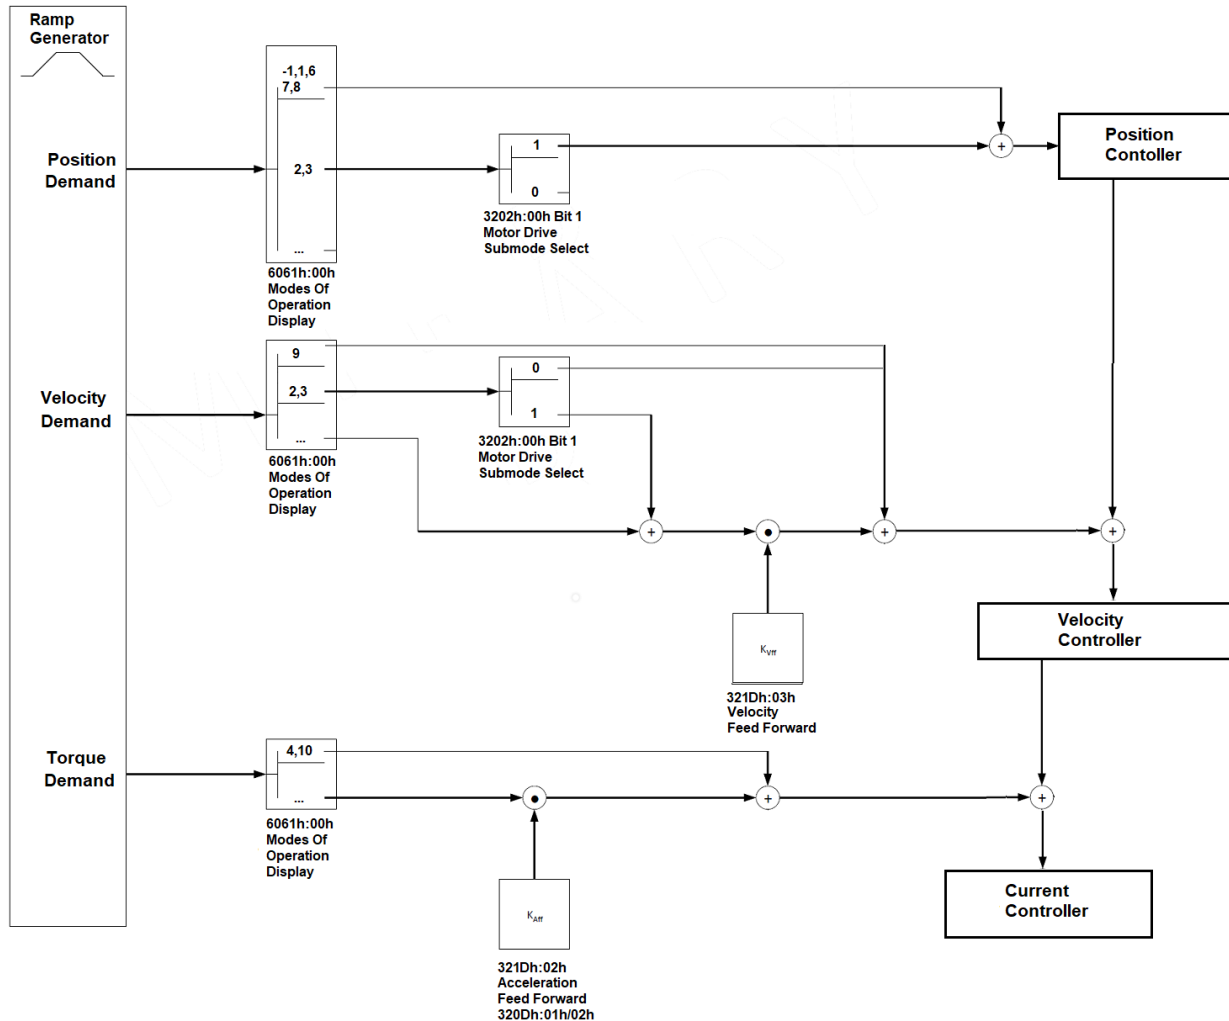 Ramp
Generator
-1,1,6
7,8
2,3
...
6061h:00h
Modes Of
Operation
Display
Position
Demand
1
0
3202h:00h Bit 1
Motor Drive
Submode Select
+
Position
Contoller
Velocity
Demand
9
2,3
...
6061h:00h
Modes Of
Operation
Display
0
1
3202h:00h Bit 1
Motor Drive
Submode Select
+
+
+
KVff
321Dh:03h
Velocity
Feed Forward
Velocity
Controller
Torque
Demand
4,10
...
6061h:00h
Modes Of
Operation
Display
+
+
KAff
321Dh:02h
Acceleration
Feed Forward
320Dh:01h/02h
Current
Controller